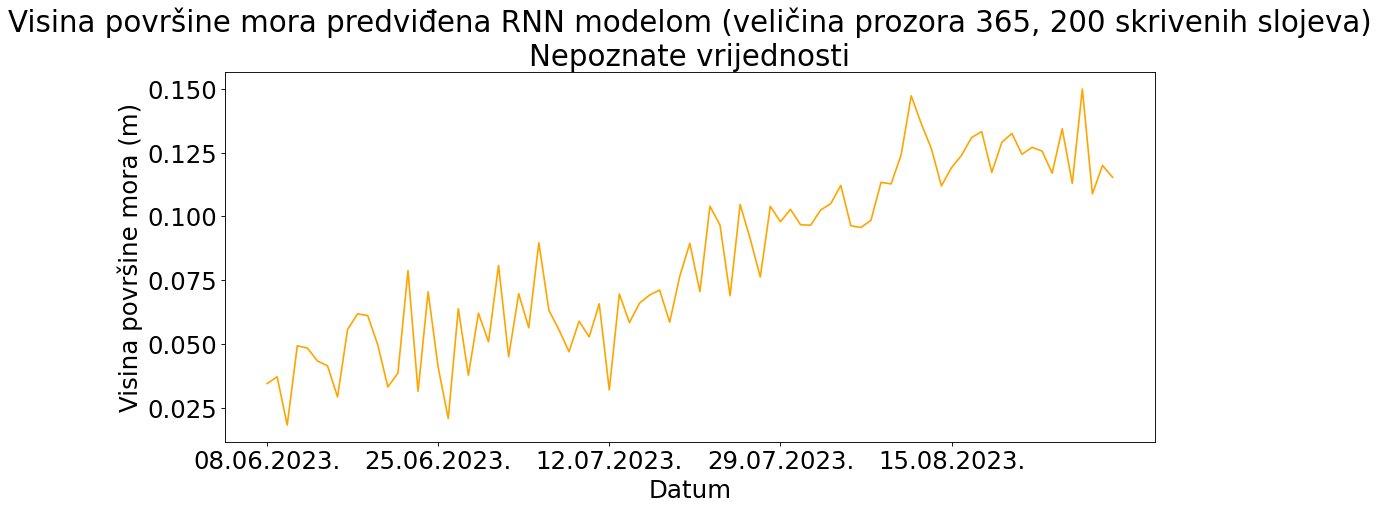 Visina površine mora predviđena RNN modelom (veličina prozora 365, 200 skrivenih slojeva)
Nepoznate vrijednosti
Visina površine mora (m)
0.150
0.125
0.100
0.075
0.050
0.025
08.06.2023. 25.06.2023. 12.07.2023. 29.07.2023. 15.08.2023.
Datum